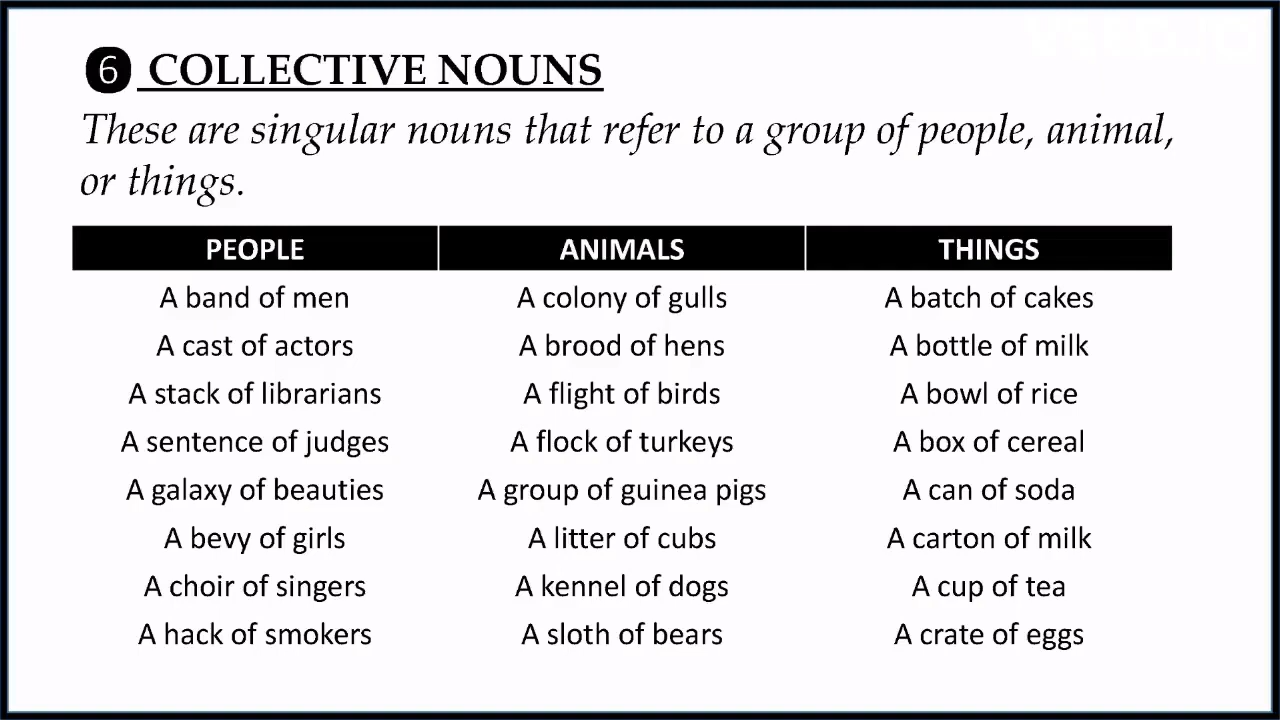 6 COLLECTIVE NOUNS
These are singular nouns that refer to a group of people, animal,
or things.
PEOPLE ANIMALS THINGS
A band of men A colony of gulls A batch of cakes
A cast of actors A brood of hens A bottle of milk
A stack of librarians A flight of birds A bowl of rice
A sentence of judges A flock of turkeys A box of cereal
A galaxy of beauties A group of guinea pigs A can of soda
A bevy of girls A litter of cubs A carton of milk
A choir of singers A kennel of dogs A cup of tea
A hack of smokers A sloth of bears A crate of eggs